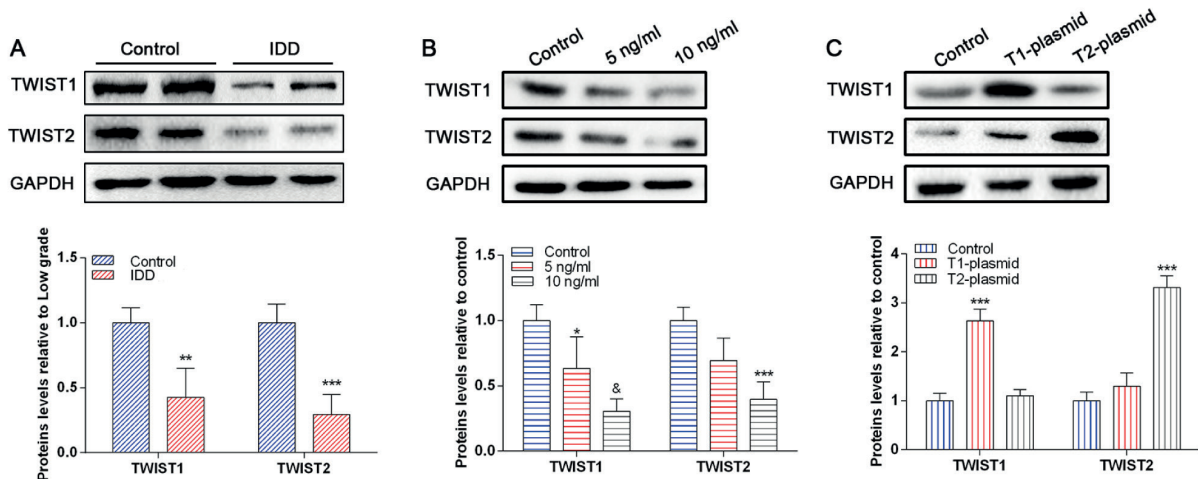 A
Control IDD
TWIST1
TWIST2
GAPDH
Proteins levels relative to Low grade
1.5
1.0
0.5
0.0
Control
IDD
**
***
TWIST1 TWIST2
B
Control 5 ng/ml 10 ng/ml
TWIST1
TWIST2
GAPDH
Proteins levels relative to control
1.5
1.0
0.5
0.0
Control
5 ng/ml
10 ng/ml
*
&
***
TWIST1 TWIST2
C
Control T1-plasmid T2-plasmid
TWIST1
TWIST2
GAPDH
Proteins levels relative to control
4
3
2
1
0
Control
T1-plasmid
T2-plasmid
***
***
TWIST1 TWIST2